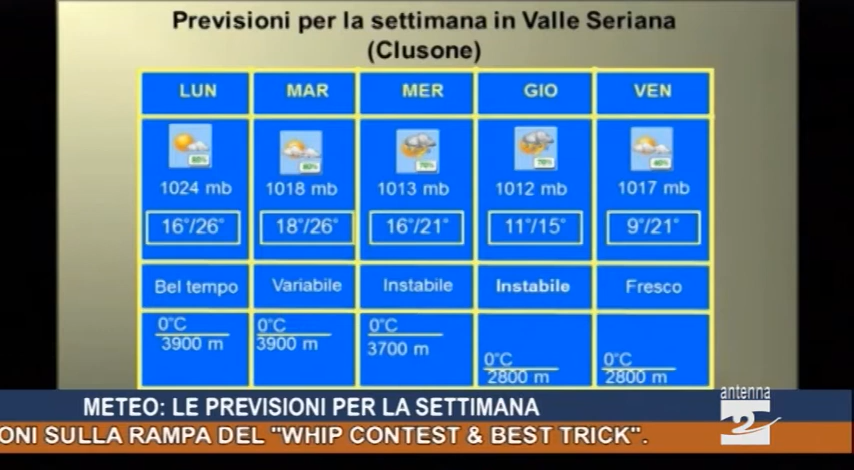 Previsioni per la settimana in Valle Seriana
(Clusone)
LUN MAR MER GIO VEN
1024 mb 1018 mb 1013 mb 1012 mb 1017 mb
16°/26° 18°/26° 16°/21° 11°/15° 9°/21°
Bel tempo Variabile Instabile Instabile Fresco
0°C 0°C 0°C 0°C 0°C
3900 m 3900 m 3700 m 2800 m 2800 m
METEO: LE PREVISIONI PER LA SETTIMANA
antenna
2
ONI SULLA RAMPA DEL "WHIP CONTEST & BEST TRICK".